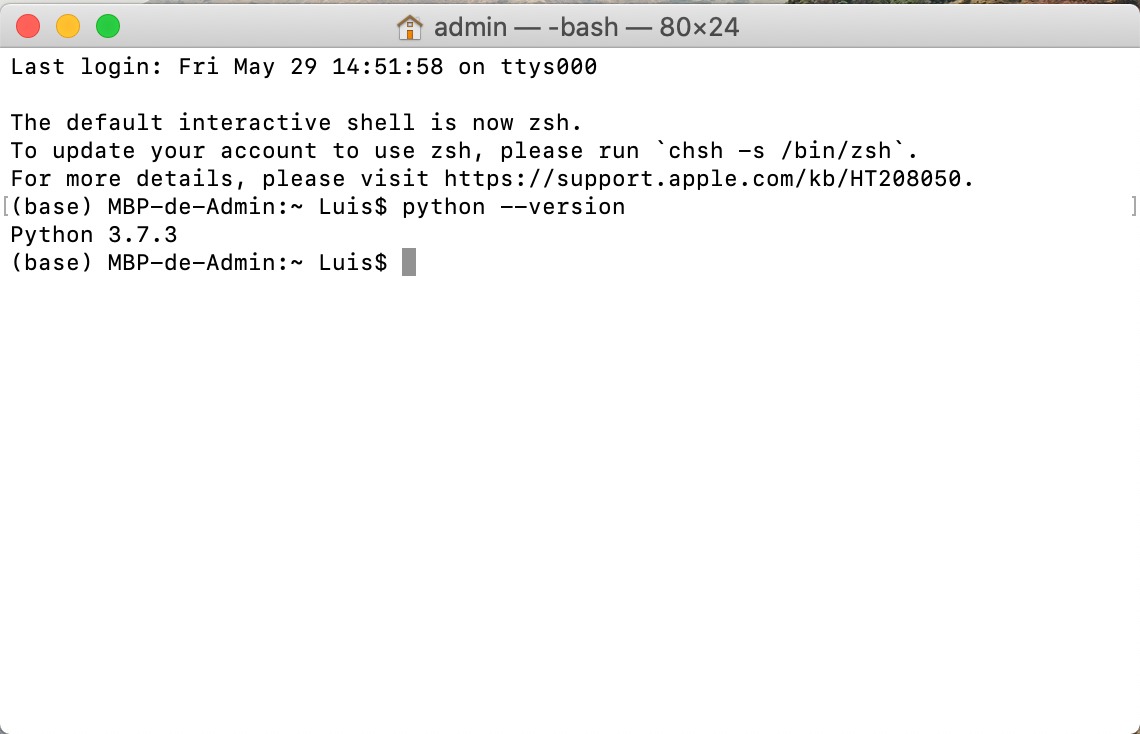 admin — -bash — 80×24
Last login: Fri May 29 14:51:58 on ttys000
The default interactive shell is now zsh.
To update your account to use zsh, please run `chsh -s /bin/zsh`.
For more details, please visit https://support.apple.com/kb/HT208050.
[(base) MBP-de-Admin:~ Luis$ python --version ]
Python 3.7.3
(base) MBP-de-Admin:~ Luis$